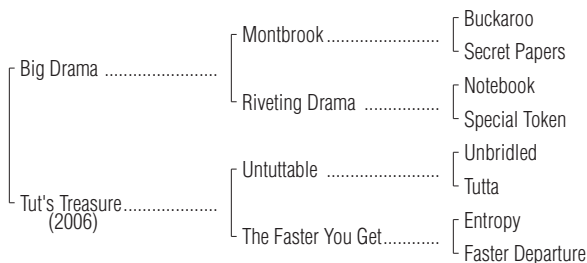 Buckaroo
Montbrook
Secret Papers
Big Drama
Notebook
Riveting Drama
Special Token
Unbridled
Untuttable
Tutta
Tut's Treasure
(2006)
Entropy
The Faster You Get
Faster Departure